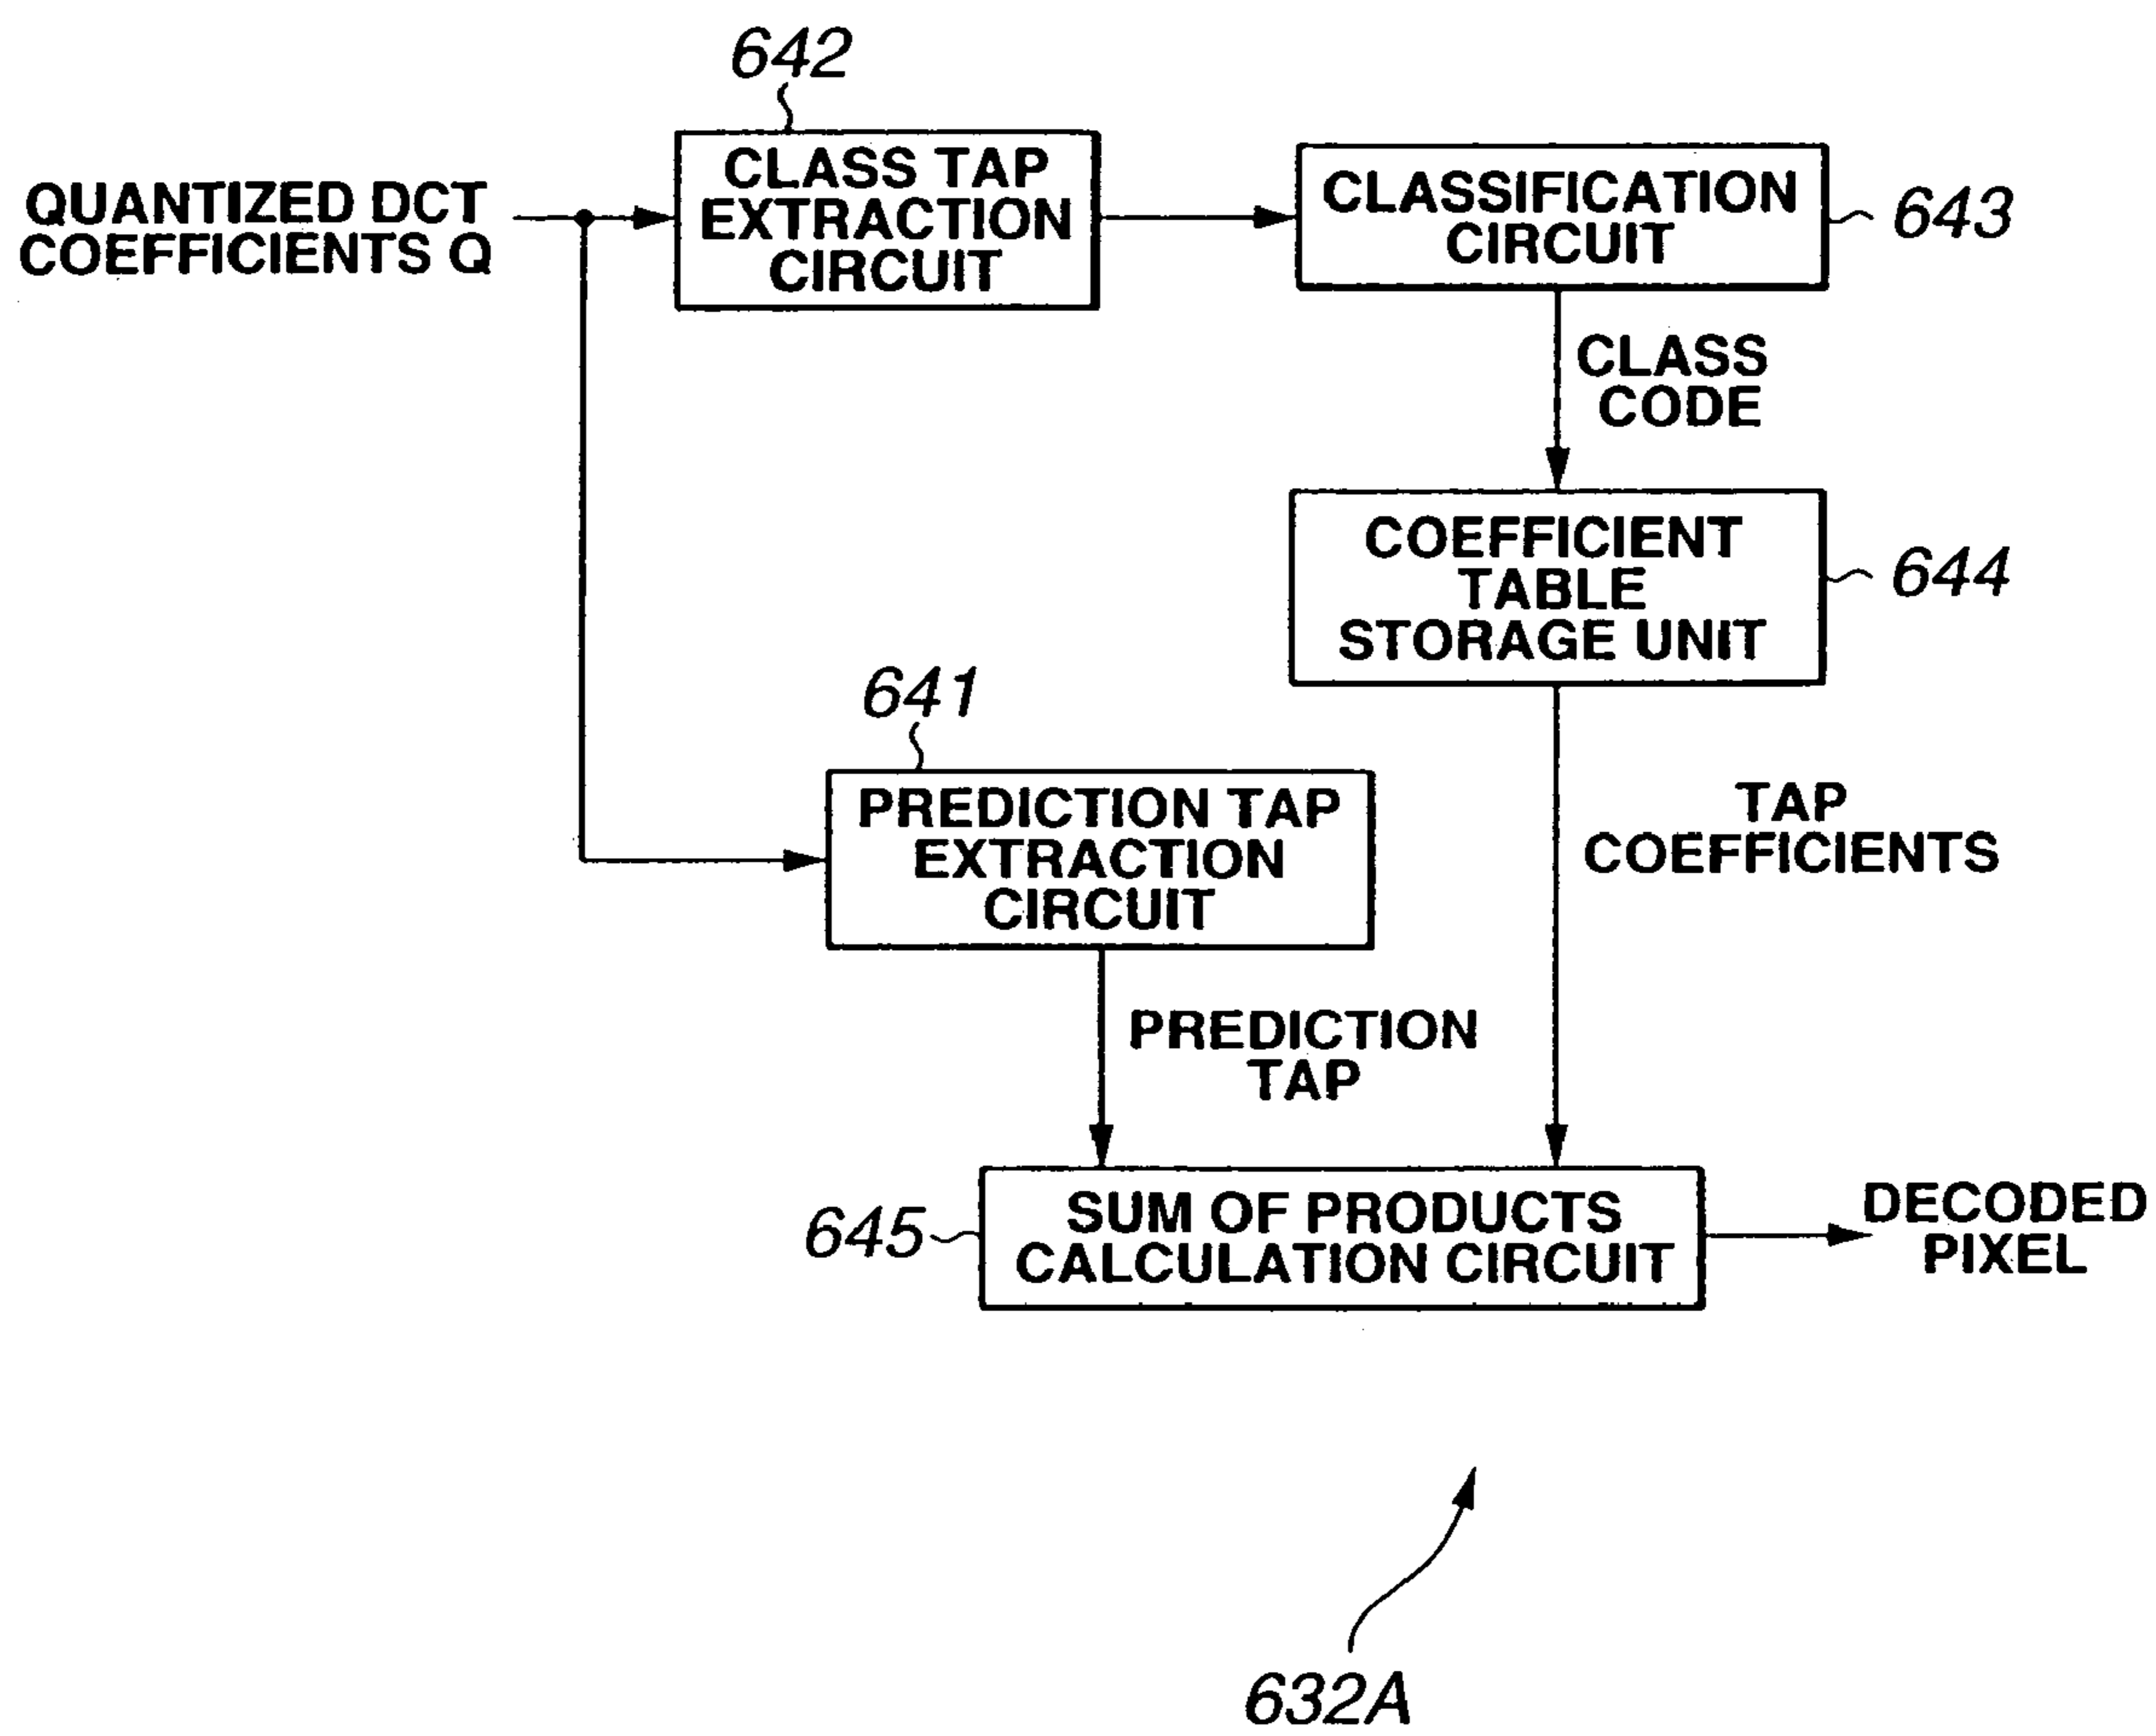 642
CLASS TAP
EXTRACTION
CIRCUIT
QUANTIZED DCT
COEFFICIENTS Q
CLASSIFICATION
CIRCUIT
643
CLASS
CODE
COEFFICIENT
TABLE
STORAGE UNIT
644
641
PREDICTION TAP
EXTRACTION
CIRCUIT
TAP
COEFFICIENTS
PREDICTION
TAP
645
SUM OF PRODUCTS
CALCULATION CIRCUIT
DECODED
PIXEL
632A